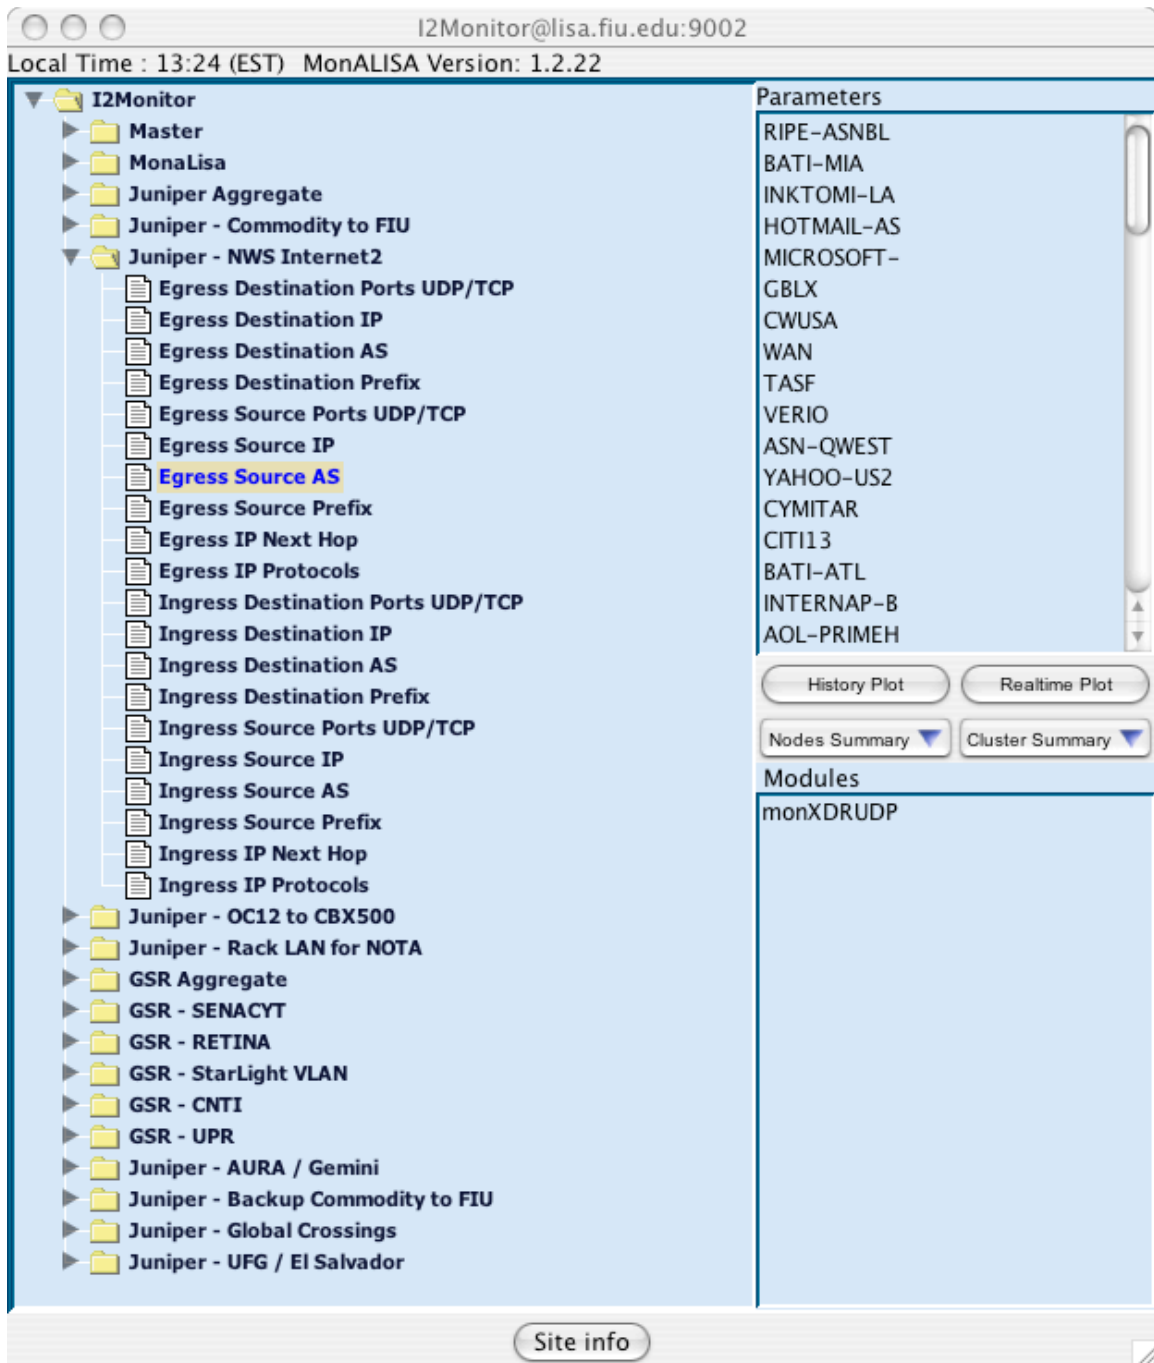 I2Monitor@lisa.fiu.edu:9002
Local Time : 13:24 (EST) MonALISA Version: 1.2.22
I2Monitor
Master
MonaLisa
Juniper Aggregate
Juniper - Commodity to FIU
Juniper - NWS Internet2
Egress Destination Ports UDP/TCP
Egress Destination IP
Egress Destination AS
Egress Destination Prefix
Egress Source Ports UDP/TCP
Egress Source IP
Egress Source AS
Egress Source Prefix
Egress IP Next Hop
Egress IP Protocols
Ingress Destination Ports UDP/TCP
Ingress Destination IP
Ingress Destination AS
Ingress Destination Prefix
Ingress Source Ports UDP/TCP
Ingress Source IP
Ingress Source AS
Ingress Source Prefix
Ingress IP Next Hop
Ingress IP Protocols
Juniper - OC12 to CBX500
Juniper - Rack LAN for NOTA
GSR Aggregate
GSR - SENACYT
GSR - RETINA
GSR - StarLight VLAN
GSR - CNTI
GSR - UPR
Juniper - AURA / Gemini
Juniper - Backup Commodity to FIU
Juniper - Global Crossings
Juniper - UFG / El Salvador
Parameters
RIPE-ASNBL
BATI-MIA
INKTOMI-LA
HOTMAIL-AS
MICROSOFT-
GBLX
CWUSA
WAN
TASF
VERIO
ASN-QWEST
YAHOO-US2
CYMITAR
CITI13
BATI-ATL
INTERNAP-B
AOL-PRIMEH
History Plot Realtime Plot
Nodes Summary Cluster Summary
Modules
monXDRUDP
Site info